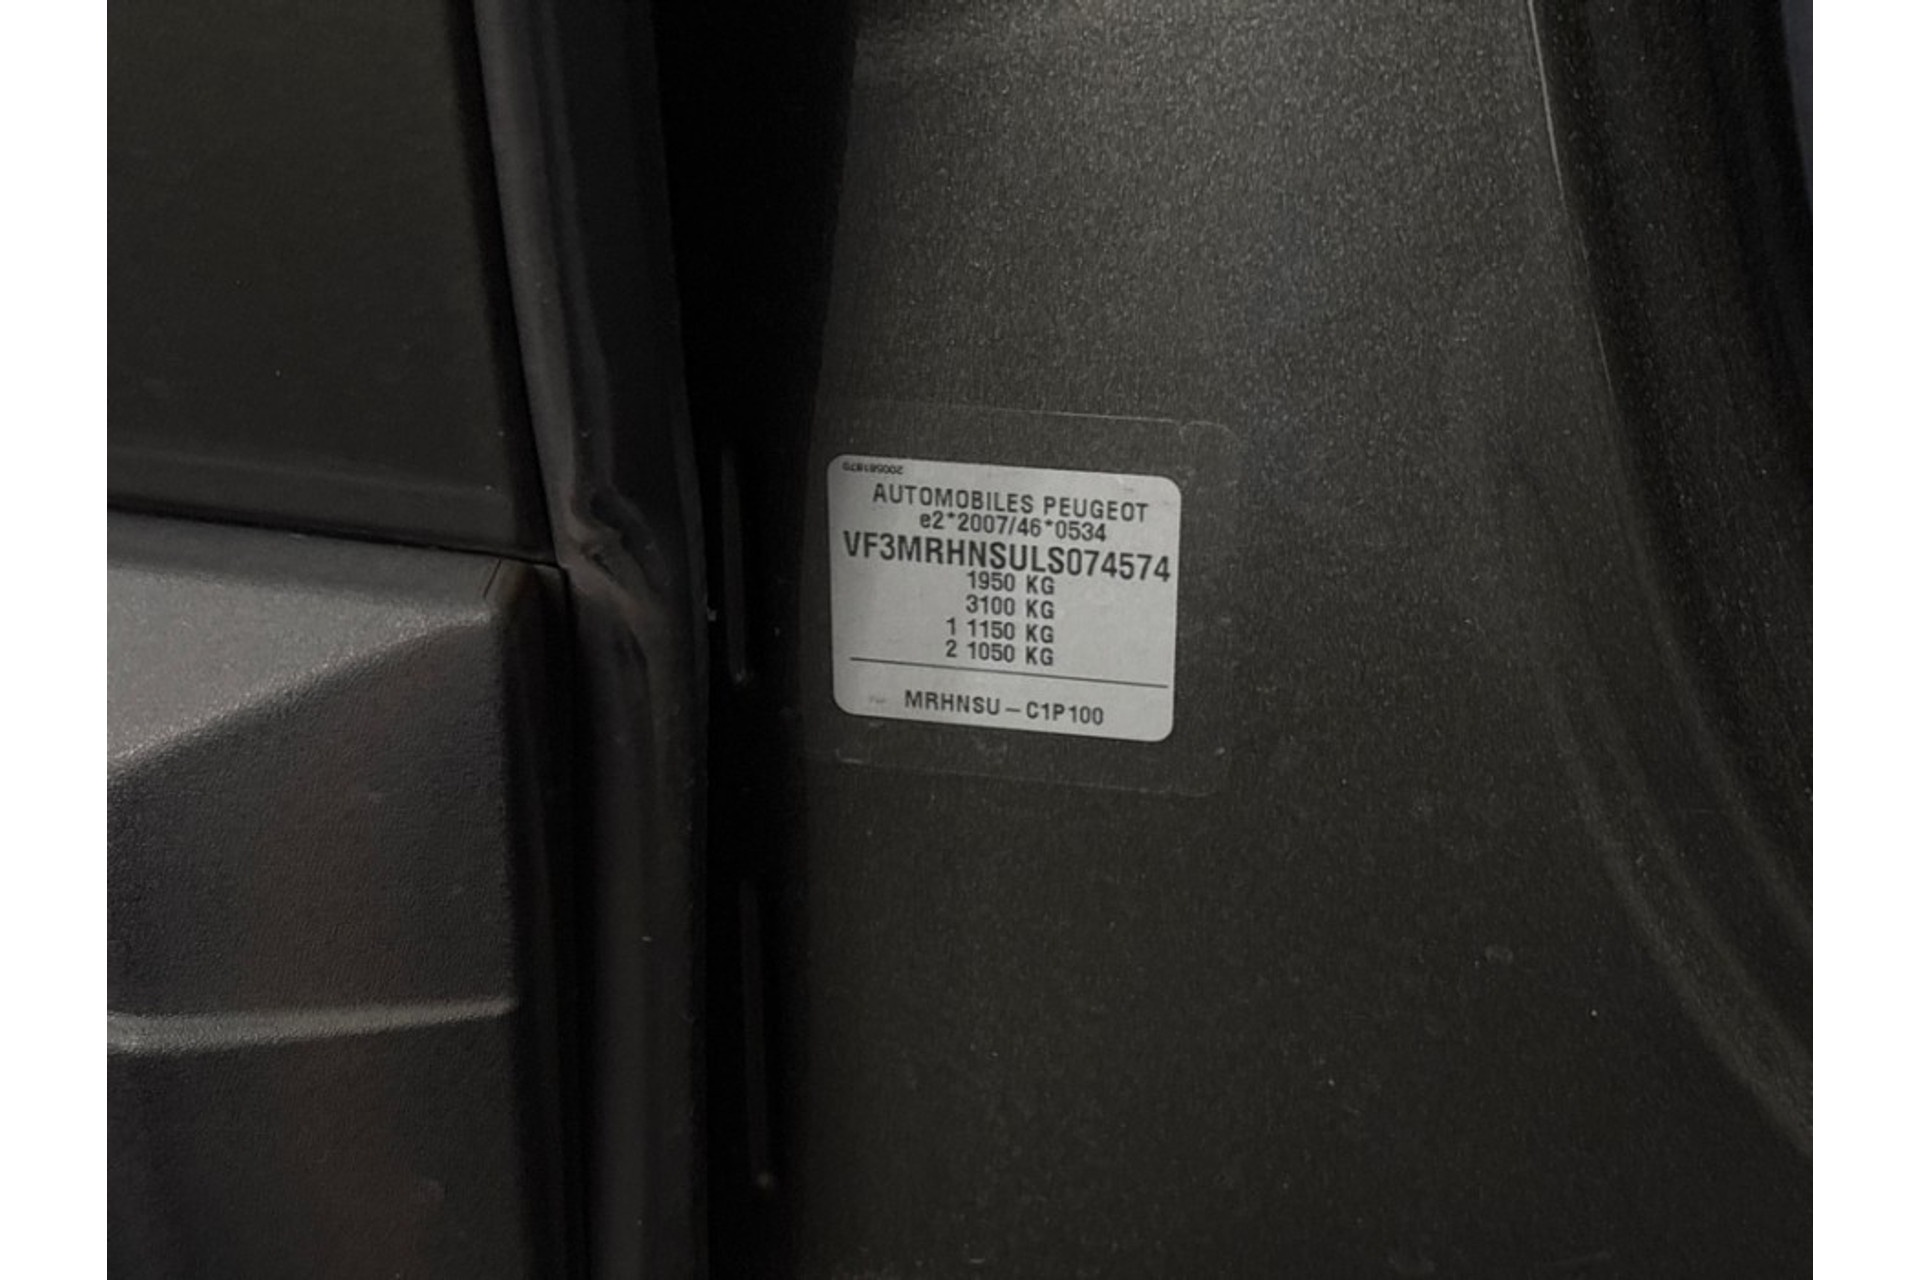 200581870
AUTOMOBILES PEUGEOT
e2*2007/46*0534
VF3MRHNSULS074574
1950 KG
3100 KG
1 1150 KG
2 1050 KG
MRHNSU – C1P100